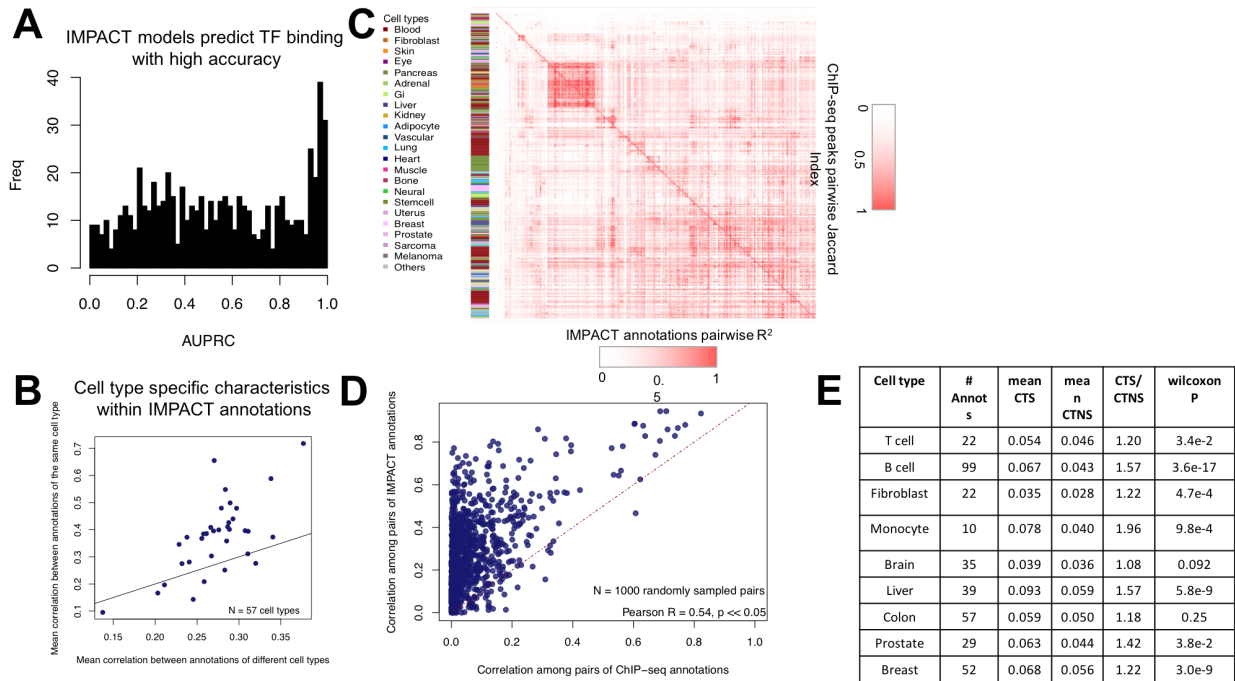 A
IMPACT models predict TF binding
with high accuracy
Freq
0
10
20
30
40
0.0
0.2
0.4
0.6
0.8
1.0
AUPRC
C
Cell types
Blood
Fibroblast
Skin
Eye
Pancreas
Adrenal
Gi
Liver
Kidney
Adipocyte
Vascular
Lung
Heart
Muscle
Bone
Neural
Stemcell
Uterus
Breast
Prostate
Sarcoma
Melanoma
Others
ChIP-seq peaks pairwise Jaccard
Index
0
0.5
1
IMPACT annotations pairwise R²
0
0.
5
1
B
Cell type specific characteristics
within IMPACT annotations
Mean correlation between annotations of the same cell type
0.1
0.2
0.3
0.4
0.5
0.6
0.7
N = 57 cell types
0.15
0.20
0.25
0.30
0.35
Mean correlation between annotations of different cell types
D
Correlation among pairs of IMPACT annotations
0.0
0.2
0.4
0.6
0.8
N = 1000 randomly sampled pairs
Pearson R = 0.54, p << 0.05
0.0
0.2
0.4
0.6
0.8
1.0
Correlation among pairs of ChIP-seq annotations
E
Cell type # Annot s mean CTS mea n CTNS CTS/ CTNS wilcoxon P
T cell 22 0.054 0.046 1.20 3.4e-2
B cell 99 0.067 0.043 1.57 3.6e-17
Fibroblast 22 0.035 0.028 1.22 4.7e-4
Monocyte 10 0.078 0.040 1.96 9.8e-4
Brain 35 0.039 0.036 1.08 0.092
Liver 39 0.093 0.059 1.57 5.8e-9
Colon 57 0.059 0.050 1.18 0.25
Prostate 29 0.063 0.044 1.42 3.8e-2
Breast 52 0.068 0.056 1.22 3.0e-9